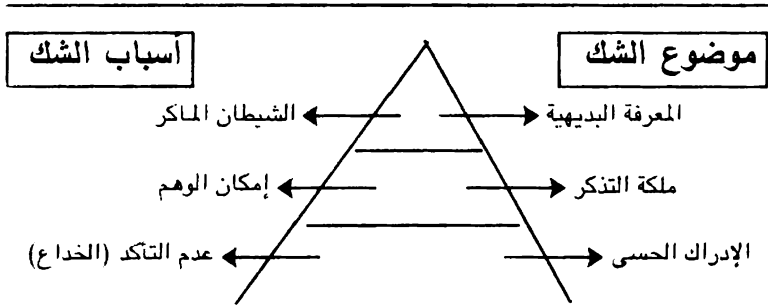 موضوع الشك
أسباب الشك
المعرفة البديهية
الشيطان الماكر
ملكة التذكر
إمكان الوهم
الإدراك الحسى
عدم التأكد (الخداع)